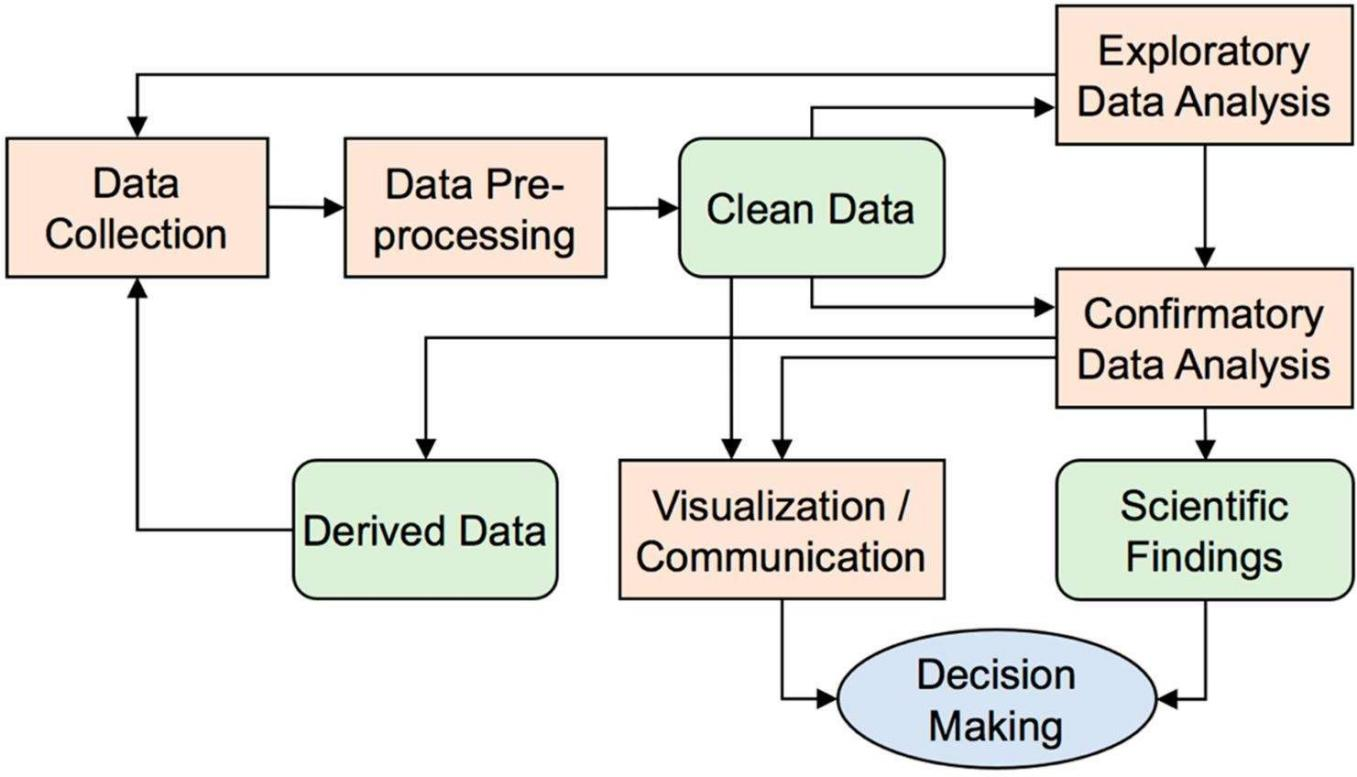 Exploratory
Data Analysis
Data
Collection
Data Pre-
processing
Clean Data
Confirmatory
Data Analysis
Derived Data
Visualization /
Communication
Scientific
Findings
Decision
Making